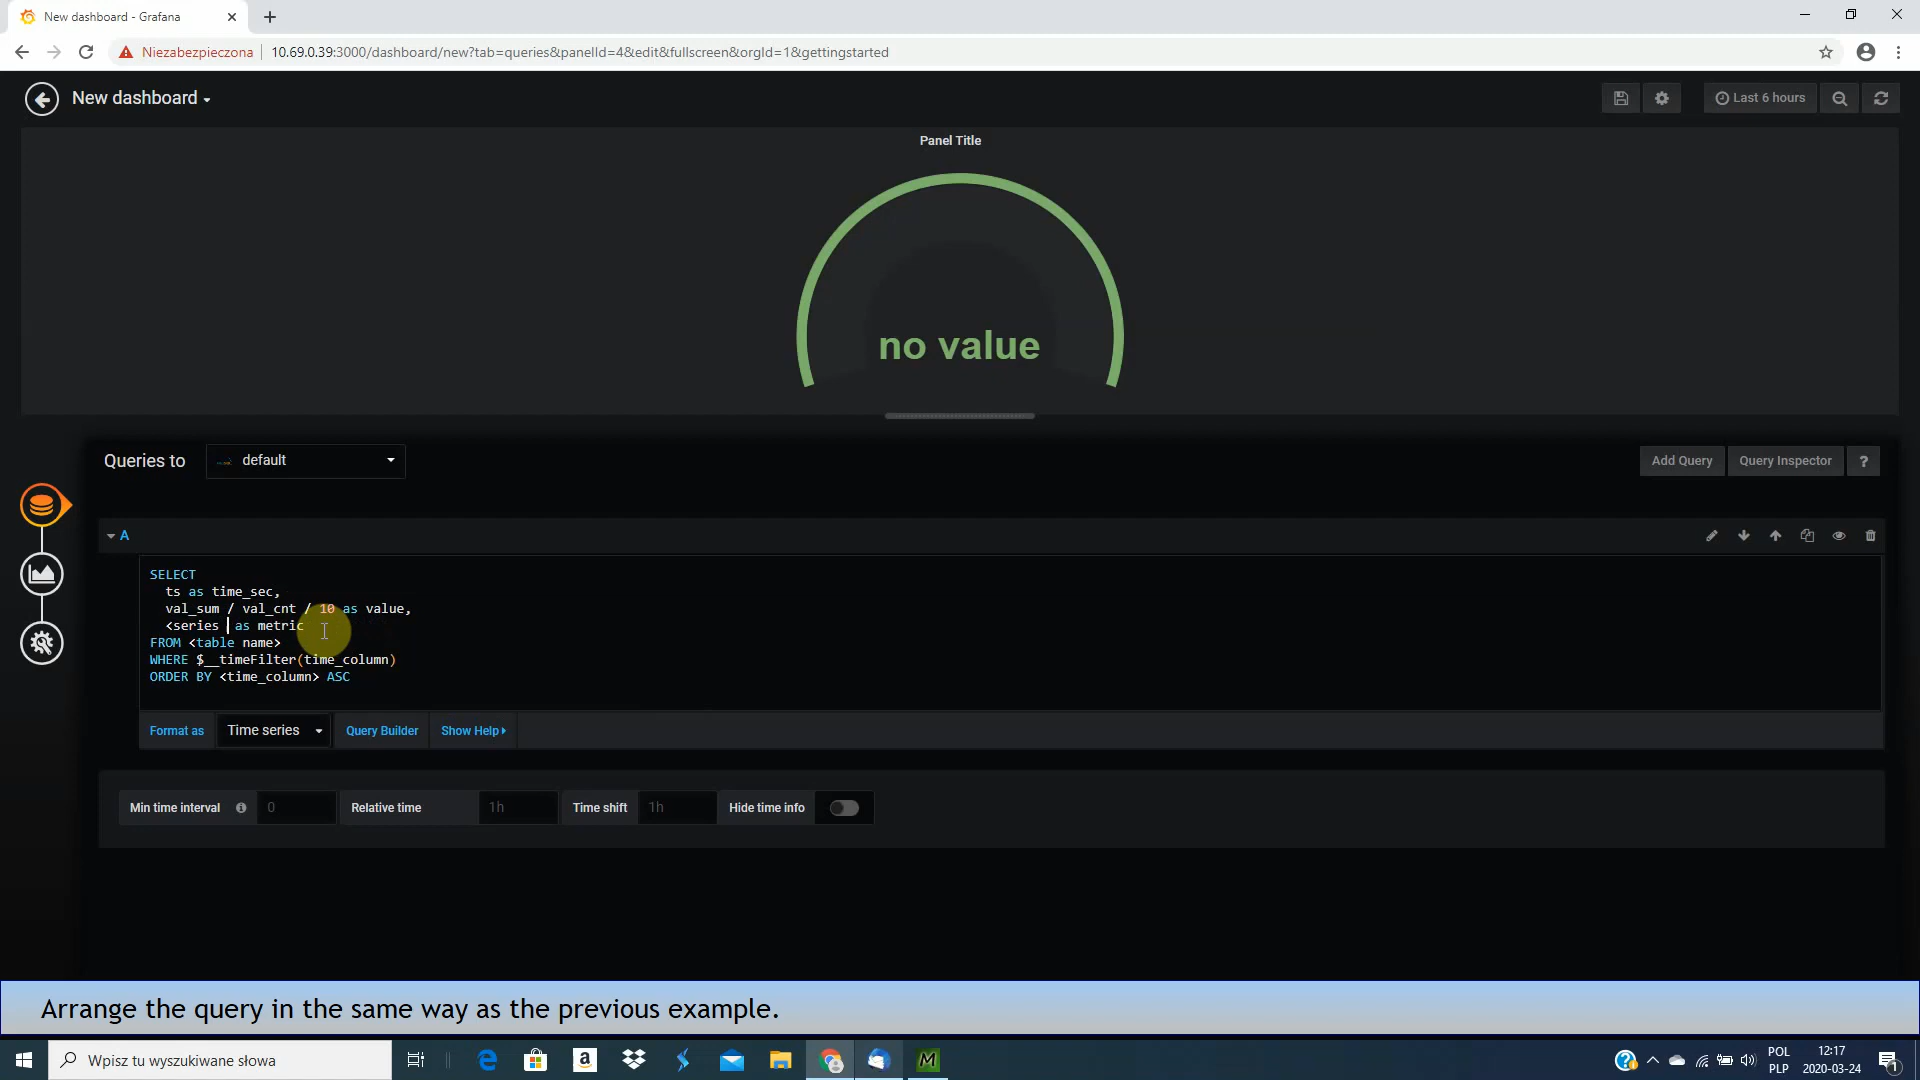 New dashboard - Grafana
Niezabezpieczona
10.69.0.39:3000/dashboard/new?tab=queries&panelId=4&edit&fullscreen&orgId=1&gettingstarted
New dashboard
Last 6 hours
Panel Title
no value
Queries to
default
Add Query
Query Inspector
?
A
SELECT
ts as time_sec,
val_sum / val_cnt / 10 as value,
<series as metric
FROM <table name>
WHERE $__timeFilter(time_column)
ORDER BY <time_column> ASC
Format as
Time series
Query Builder
Show Help
Min time interval
0
Relative time
1h
Time shift
1h
Hide time info
Arrange the query in the same way as the previous example.
Wpisz tu wyszukiwane słowa
POL
PLP
12:17
2020-03-24
1